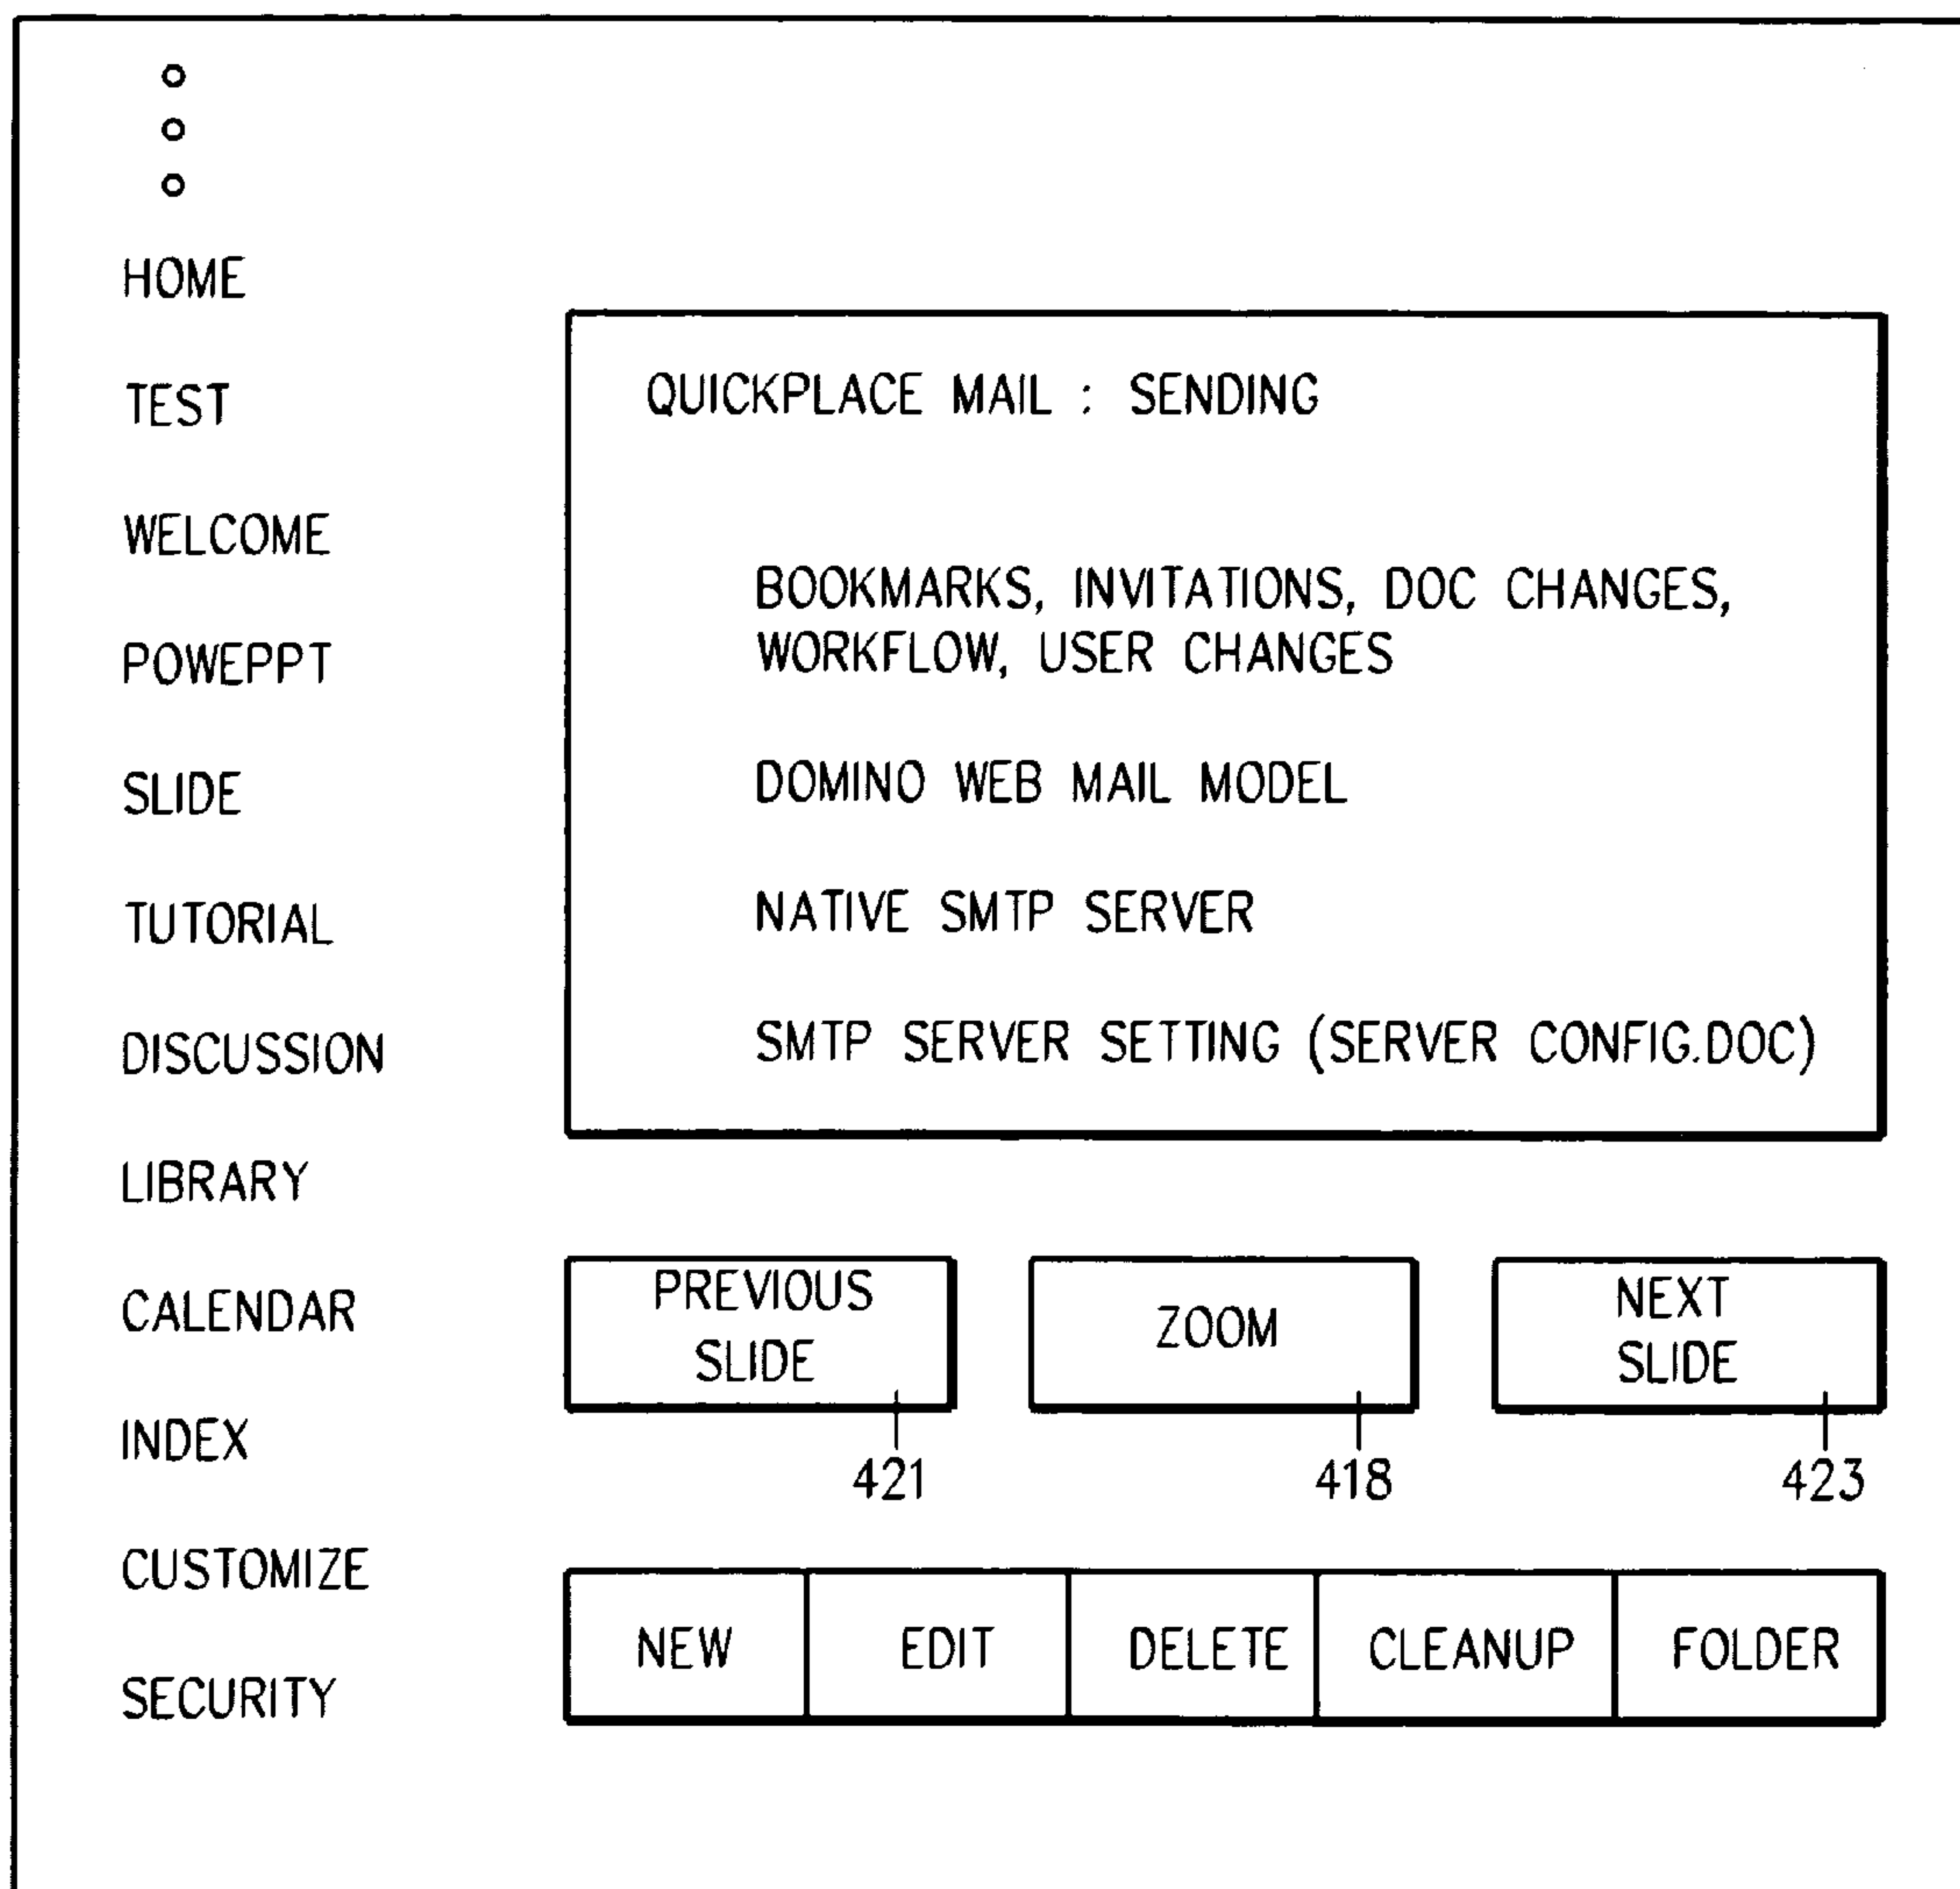 HOME
TEST
WELCOME
POWEPPT
SLIDE
TUTORIAL
DISCUSSION
LIBRARY
CALENDAR
INDEX
CUSTOMIZE
SECURITY
QUICKPLACE MAIL : SENDING
BOOKMARKS, INVITATIONS, DOC CHANGES,
WORKFLOW, USER CHANGES
DOMINO WEB MAIL MODEL
NATIVE SMTP SERVER
SMTP SERVER SETTING (SERVER CONFIG.DOC)
PREVIOUS
SLIDE
ZOOM
NEXT
SLIDE
421
418
423
NEW
EDIT
DELETE
CLEANUP
FOLDER